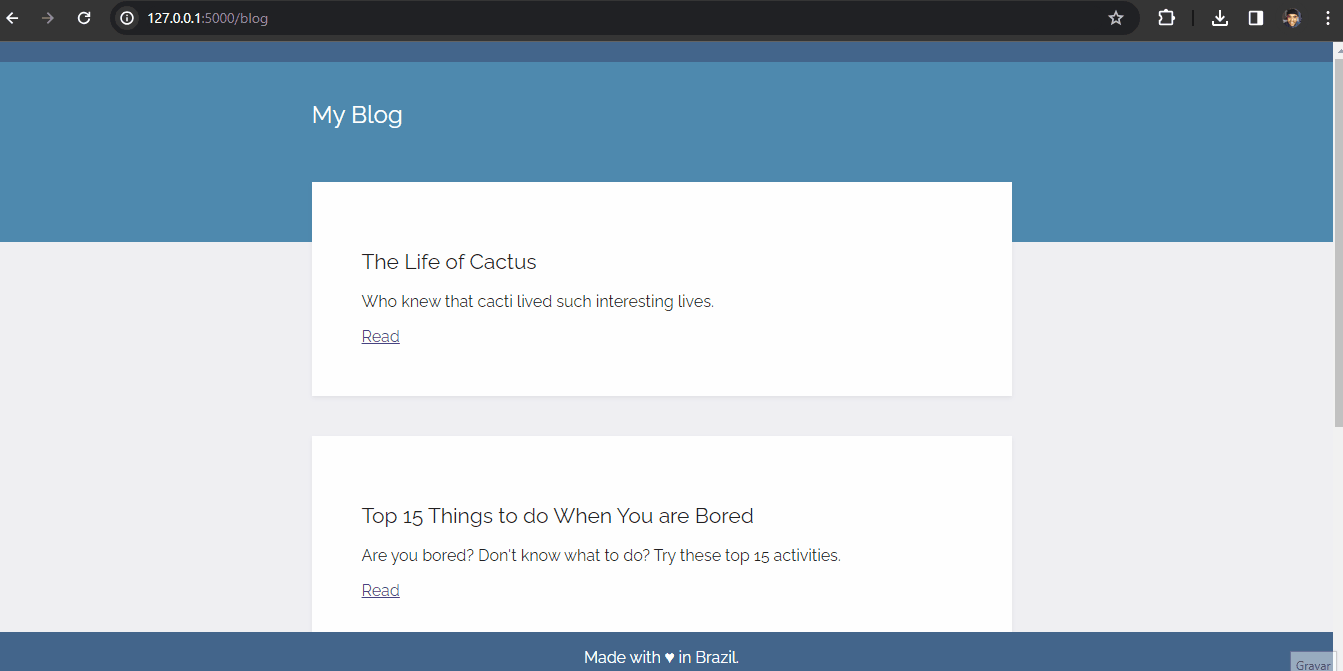 127.0.0.1:5000/blog
My Blog
The Life of Cactus
Who knew that cacti lived such interesting lives.
Read
Top 15 Things to do When You are Bored
Are you bored? Don't know what to do? Try these top 15 activities.
Read
Made with ♥ in Brazil.
Gravar